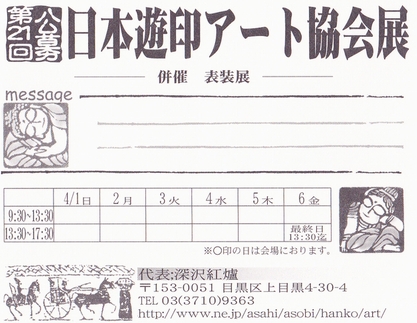 第21回
公募
日本遊印アート協会展
併催 表装展
message
4/1日 2月 3火 4水 5木 6金
9:30~13:30
13:30~17:30 最終日 13:30迄
※〇印の日は会場におります。
代表;深沢紅爐
〒153-0051 目黒区上目黒4-30-4
TEL 03(3710)9363
http://www.ne.jp/asahi/asobi/hanko/art/